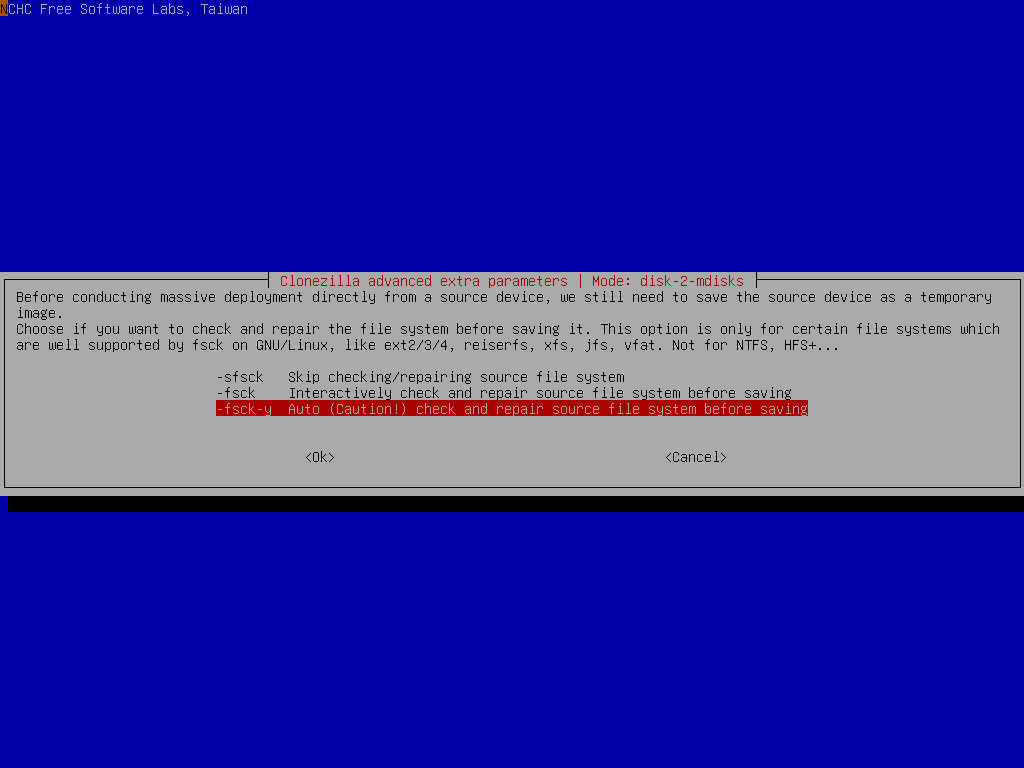 NCHC Free Software Labs, Taiwan
Clonezilla advanced extra parameters | Mode: disk-2-mdisks
Before conducting massive deployment directly from a source device, we still need to save the source device as a temporary
image.
Choose if you want to check and repair the file system before saving it. This option is only for certain file systems which
are well supported by fsck on GNU/Linux, like ext2/3/4, reiserfs, xfs, jfs, vfat. Not for NTFS, HFS+...
-sfsck   Skip checking/repairing source file system
-fsck    Interactively check and repair source file system before saving
-fsck-y  Auto (Caution!) check and repair source file system before saving
<Ok> <Cancel>